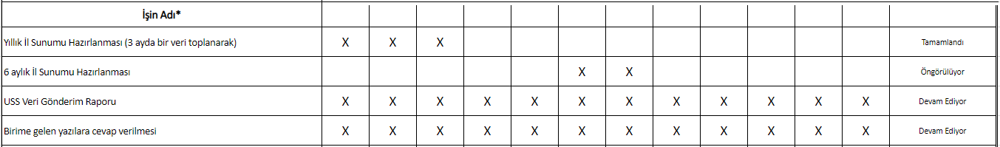 İşin Adı*
Yıllık İl Sunumu Hazırlanması (3 ayda bir veri toplanarak) X X X Tamamlandı
6 aylık İl Sunumu Hazırlanması X X Öngörülüyor
USS Veri Gönderim Raporu X X X X X X X X X X X X Devam Ediyor
Birime gelen yazılara cevap verilmesi X X X X X X X X X X X X Devam Ediyor